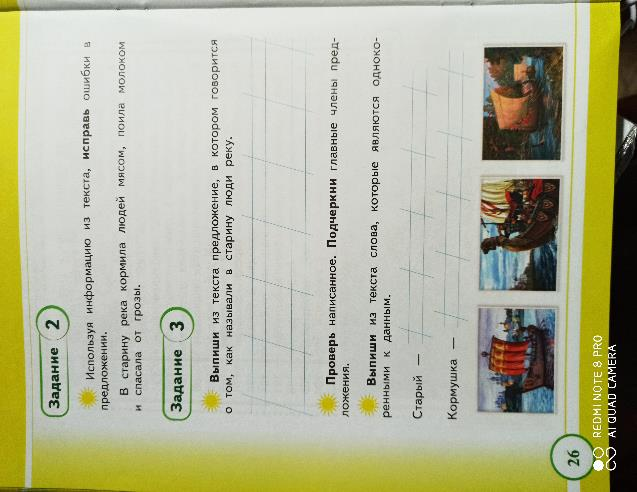 Задание 2
Используя информацию из текста, исправь ошибки в
предложении.
В старину река кормила людей мясом, поила молоком
и спасала от грозы.
Задание 3
Выпиши из текста предложение, в котором говорится
о том, как называли в старину люди реку.
Проверь написанное. Подчеркни главные члены пред-
ложения.
Выпиши из текста слова, которые являются одноко-
ренными к данным.
Старый —
Кормушка —
26
REDMI NOTE 8 PRO
AI QUAD CAMERA